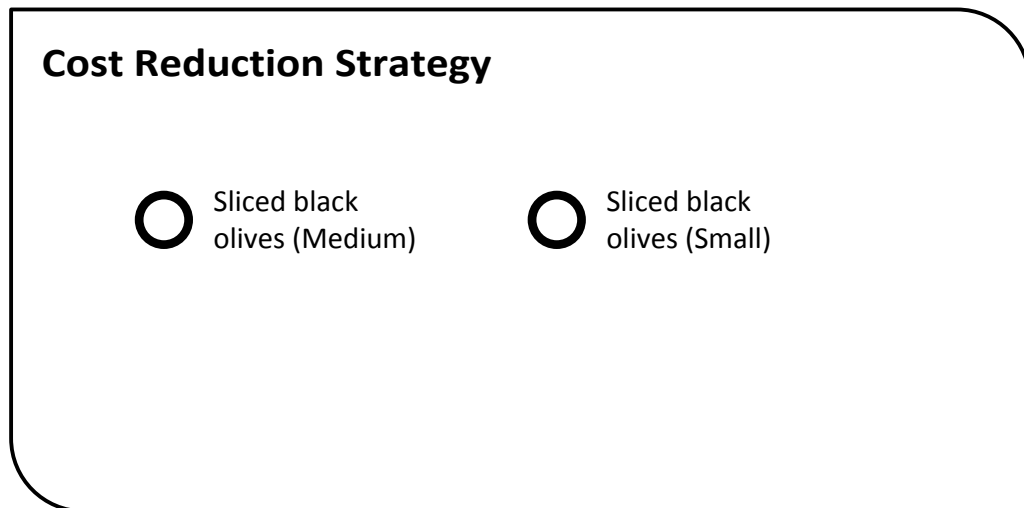 Cost Reduction Strategy
Sliced black
olives (Medium)
Sliced black
olives (Small)